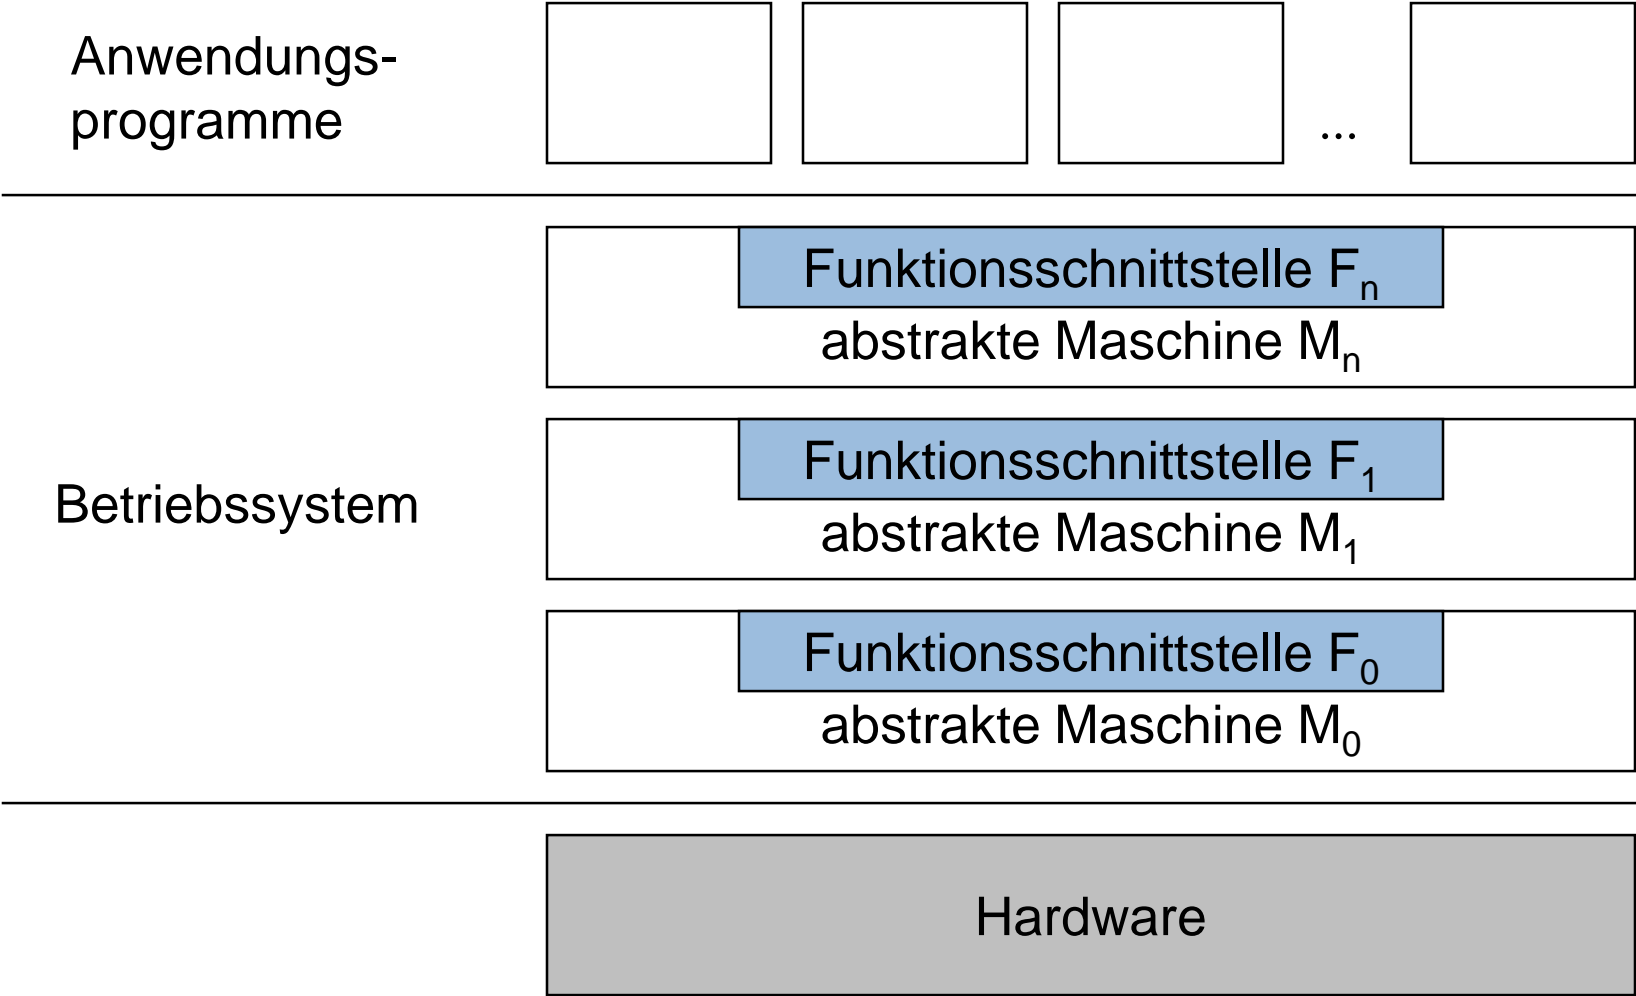 Anwendungs-
programme
...
Funktionsschnittstelle Fₙ
abstrakte Maschine Mₙ
Funktionsschnittstelle F₁
Betriebssystem
abstrakte Maschine M₁
Funktionsschnittstelle F₀
abstrakte Maschine M₀
Hardware